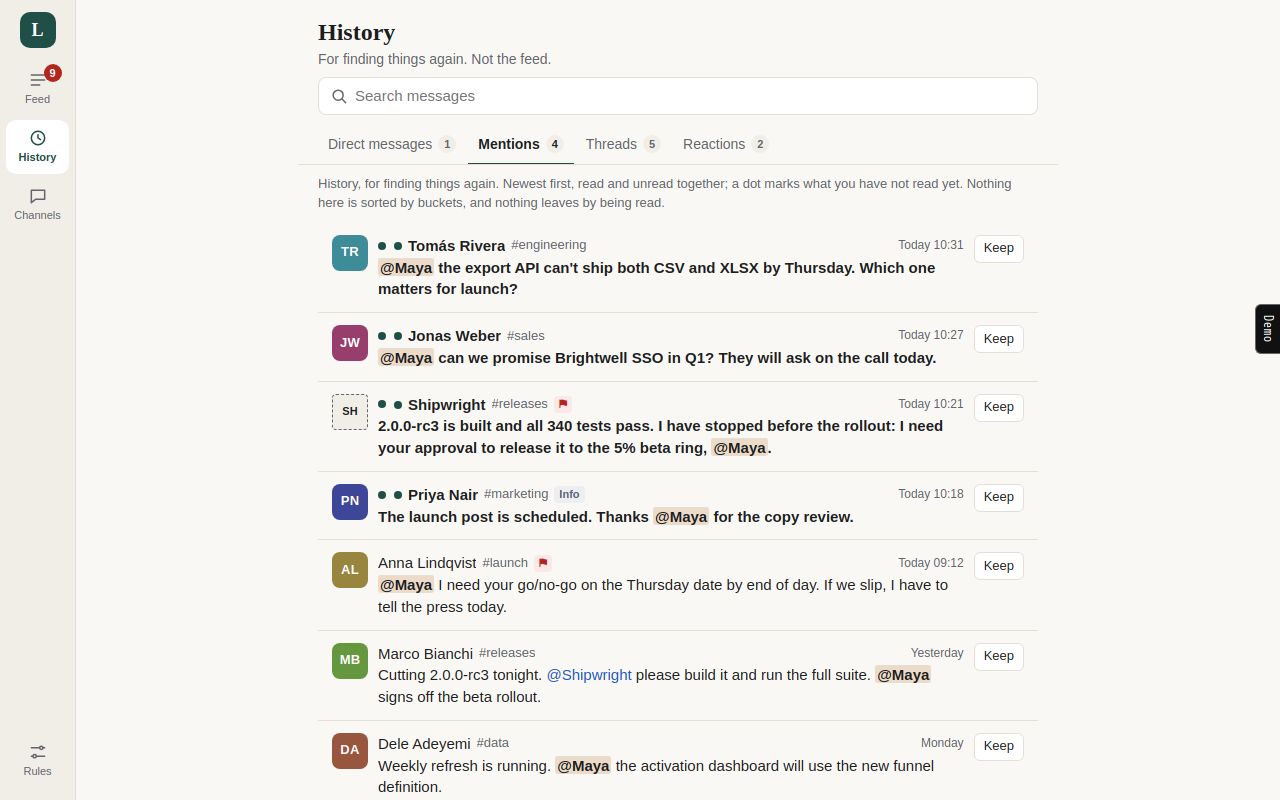 L
9
Feed
History
Channels
Rules
History
For finding things again. Not the feed.
Search messages
Direct messages 1 Mentions 4 Threads 5 Reactions 2
History, for finding things again. Newest first, read and unread together; a dot marks what you have not read yet. Nothing
here is sorted by buckets, and nothing leaves by being read.
TR Tomás Rivera #engineering Today 10:31 Keep
@Maya the export API can't ship both CSV and XLSX by Thursday. Which one
matters for launch?
JW Jonas Weber #sales Today 10:27 Keep
@Maya can we promise Brightwell SSO in Q1? They will ask on the call today.
SH Shipwright #releases Today 10:21 Keep
2.0.0-rc3 is built and all 340 tests pass. I have stopped before the rollout: I need
your approval to release it to the 5% beta ring, @Maya.
PN Priya Nair #marketing Info Today 10:18 Keep
The launch post is scheduled. Thanks @Maya for the copy review.
AL Anna Lindqvist #launch Today 09:12 Keep
@Maya I need your go/no-go on the Thursday date by end of day. If we slip, I have to
tell the press today.
MB Marco Bianchi #releases Yesterday Keep
Cutting 2.0.0-rc3 tonight. @Shipwright please build it and run the full suite. @Maya
signs off the beta rollout.
DA Dele Adeyemi #data Monday Keep
Weekly refresh is running. @Maya the activation dashboard will use the new funnel
definition.
Demo